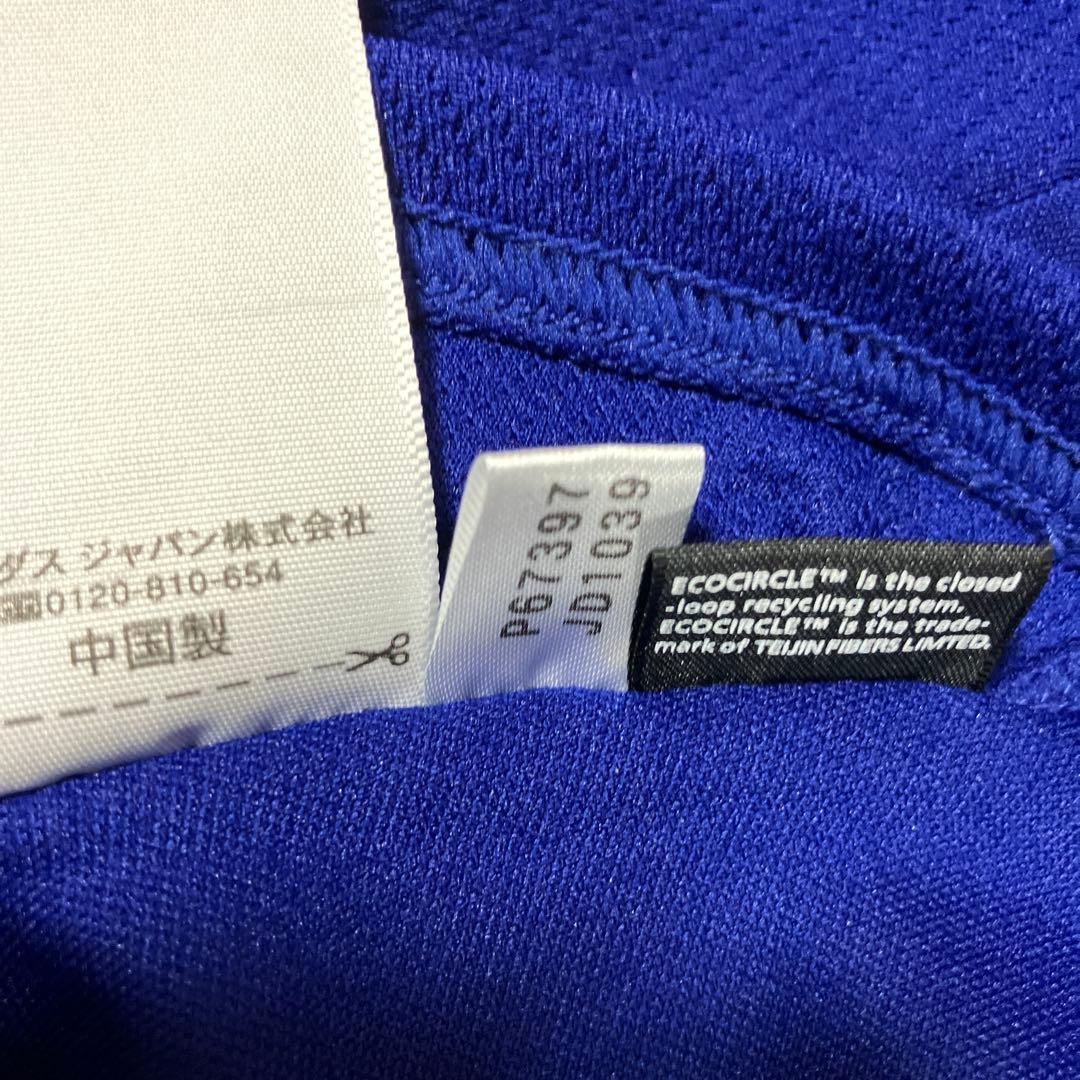 ダス ジャパン株式会社
0120-810-654
中国製
P67397
JD1039
ECOCIRCLE™ is the closed
-loop recycling system.
ECOCIRCLE™ is the trade-
mark of TEIJIN FIBERS LIMITED.